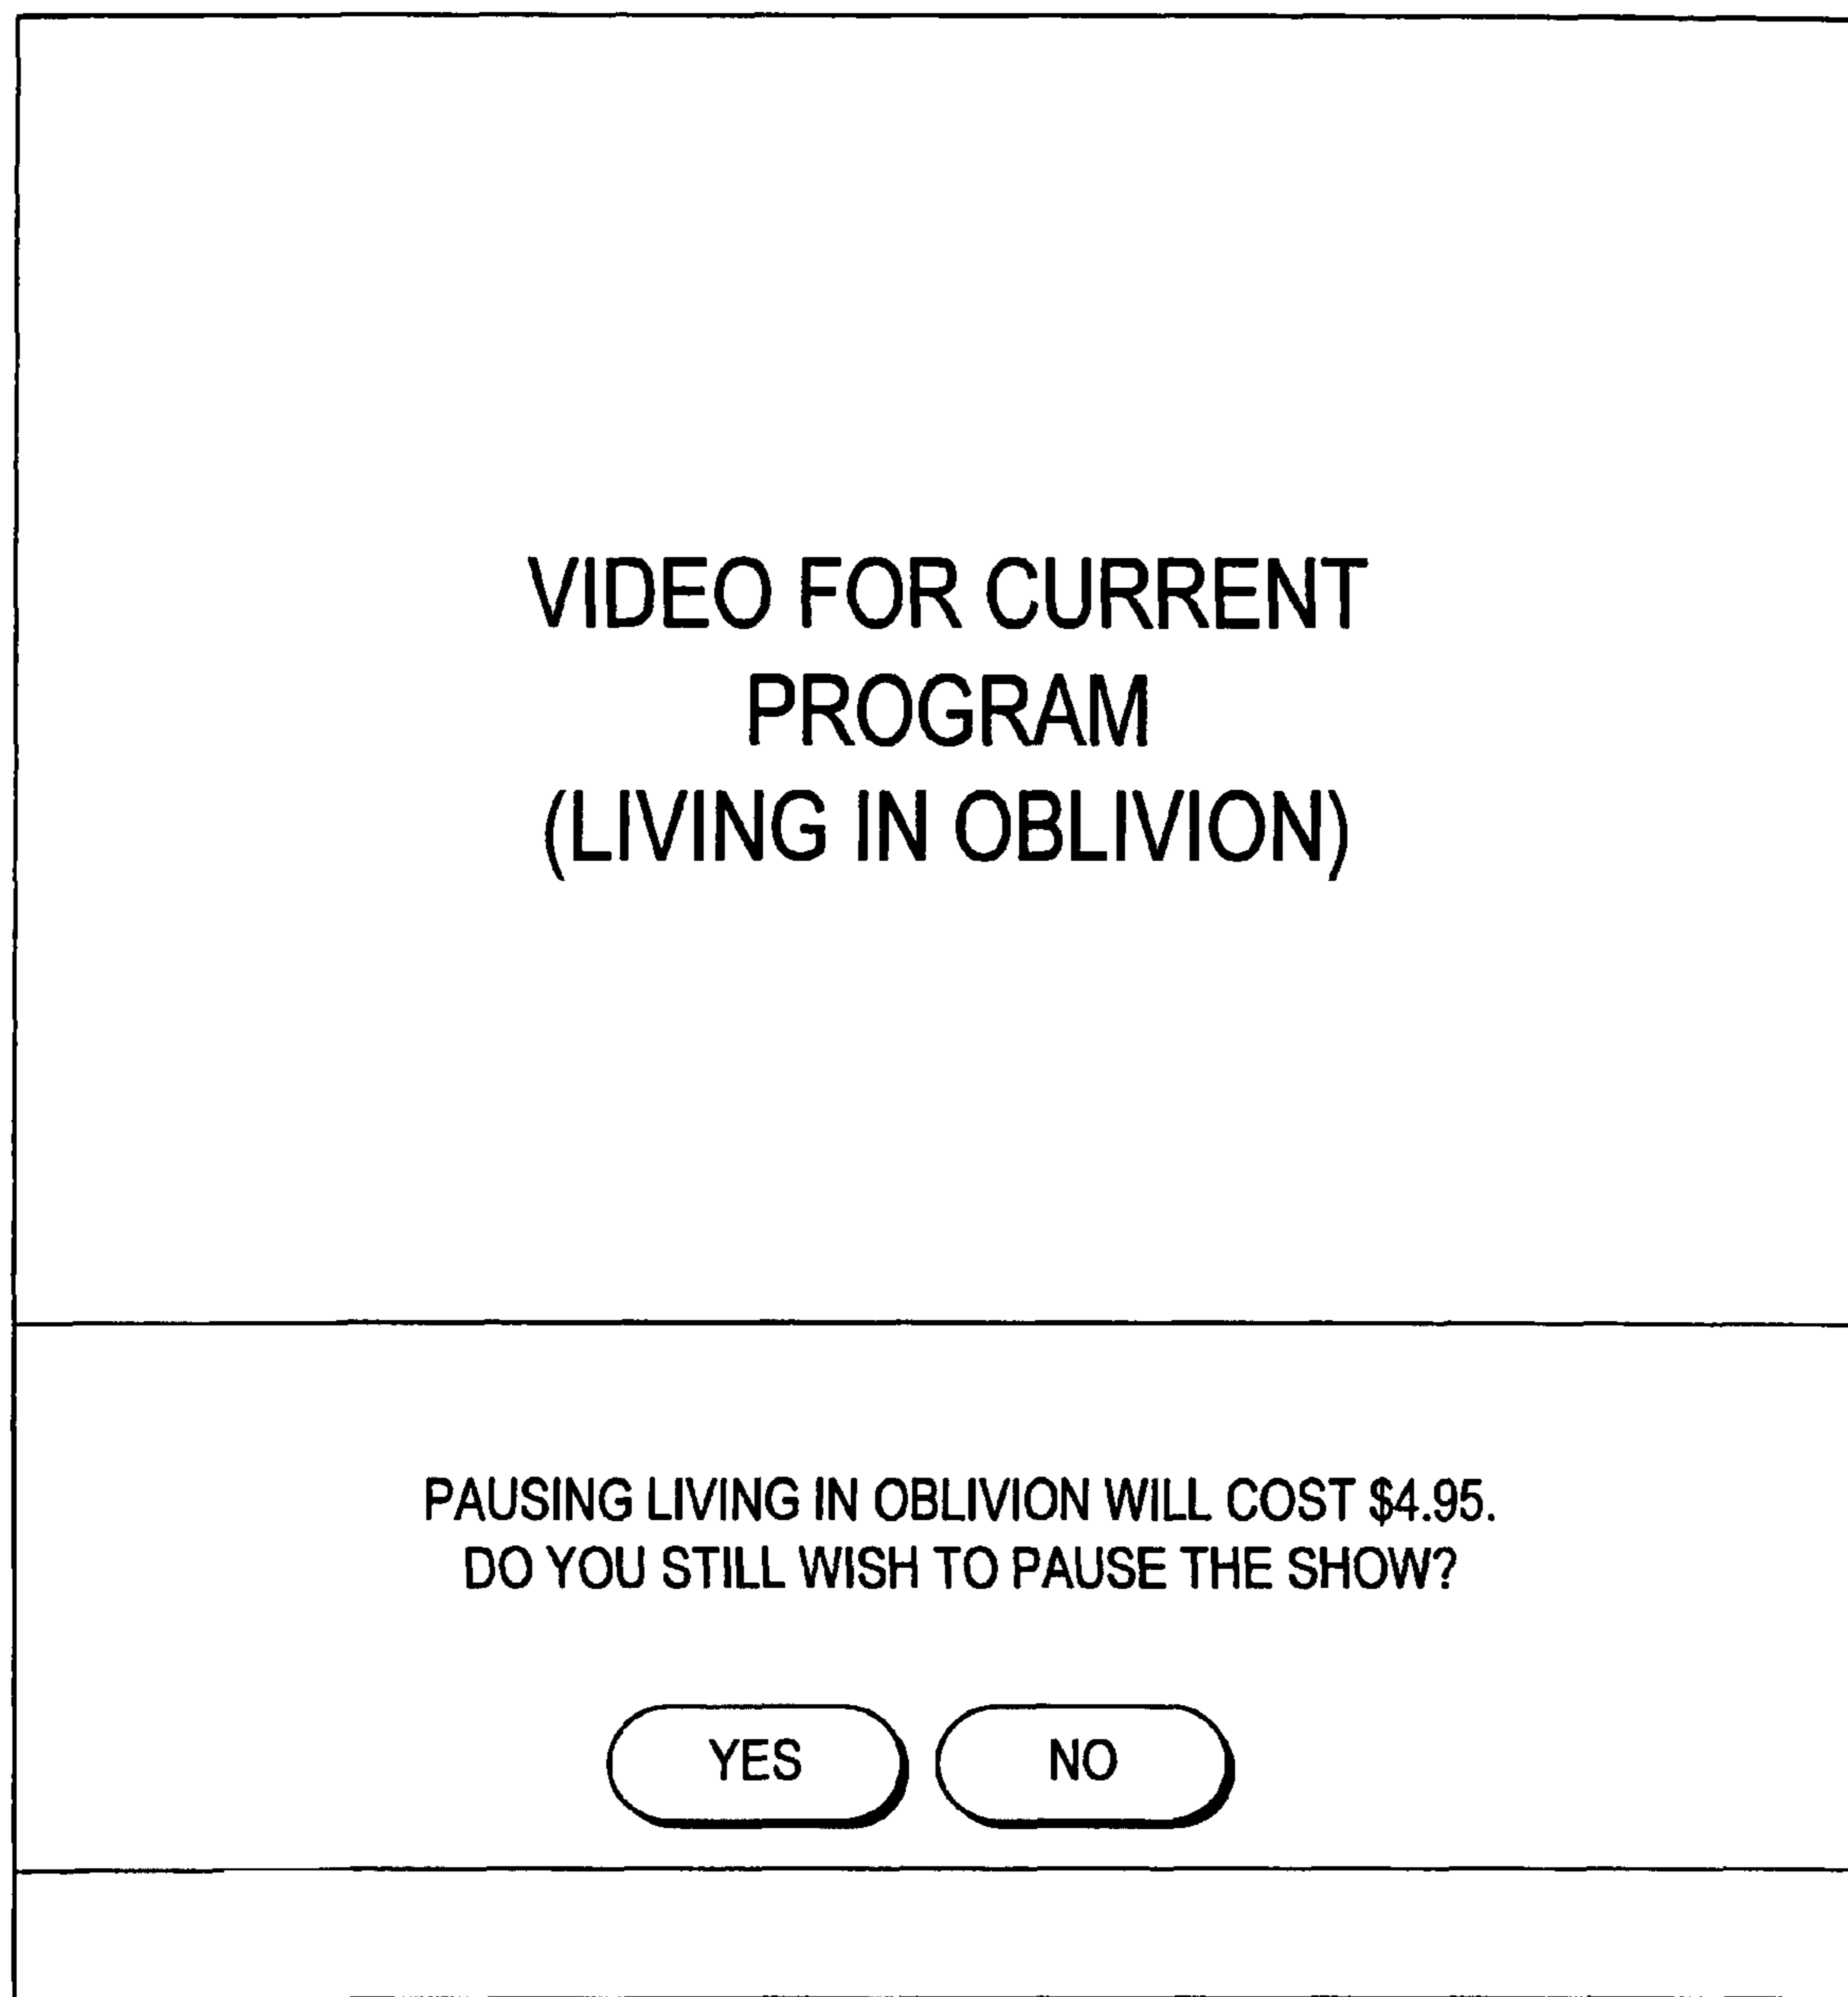 VIDEO FOR CURRENT
PROGRAM
(LIVING IN OBLIVION)
PAUSING LIVING IN OBLIVION WILL COST $4.95.
DO YOU STILL WISH TO PAUSE THE SHOW?
YES NO